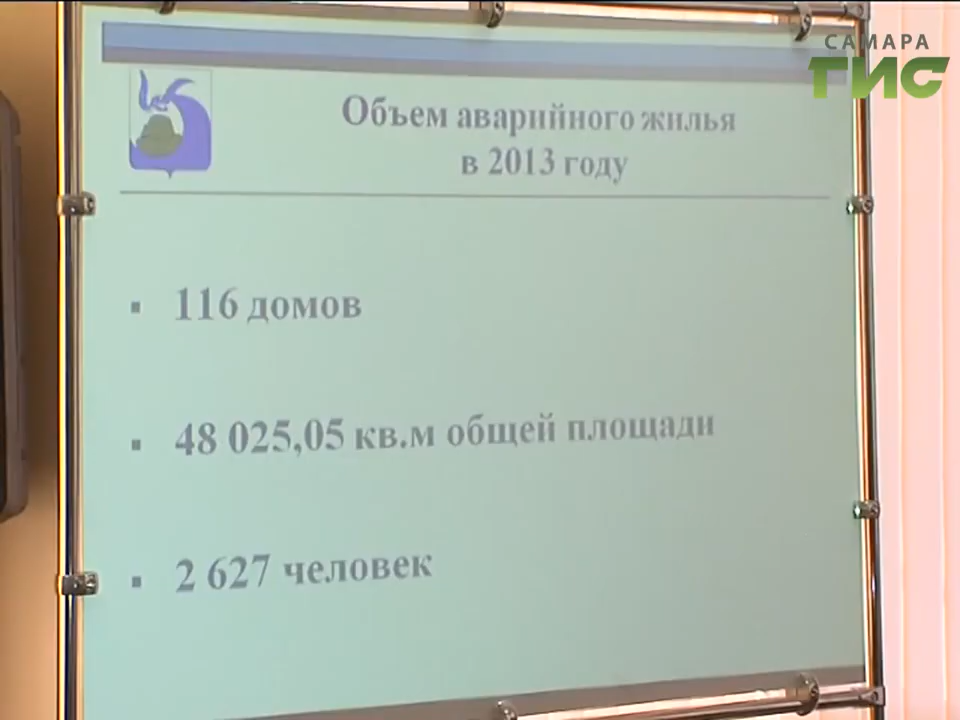 САМАРА
ГИС
Объем аварийного жилья
в 2013 году
▪ 116 домов
▪ 48 025,05 кв.м общей площади
▪ 2 627 человек